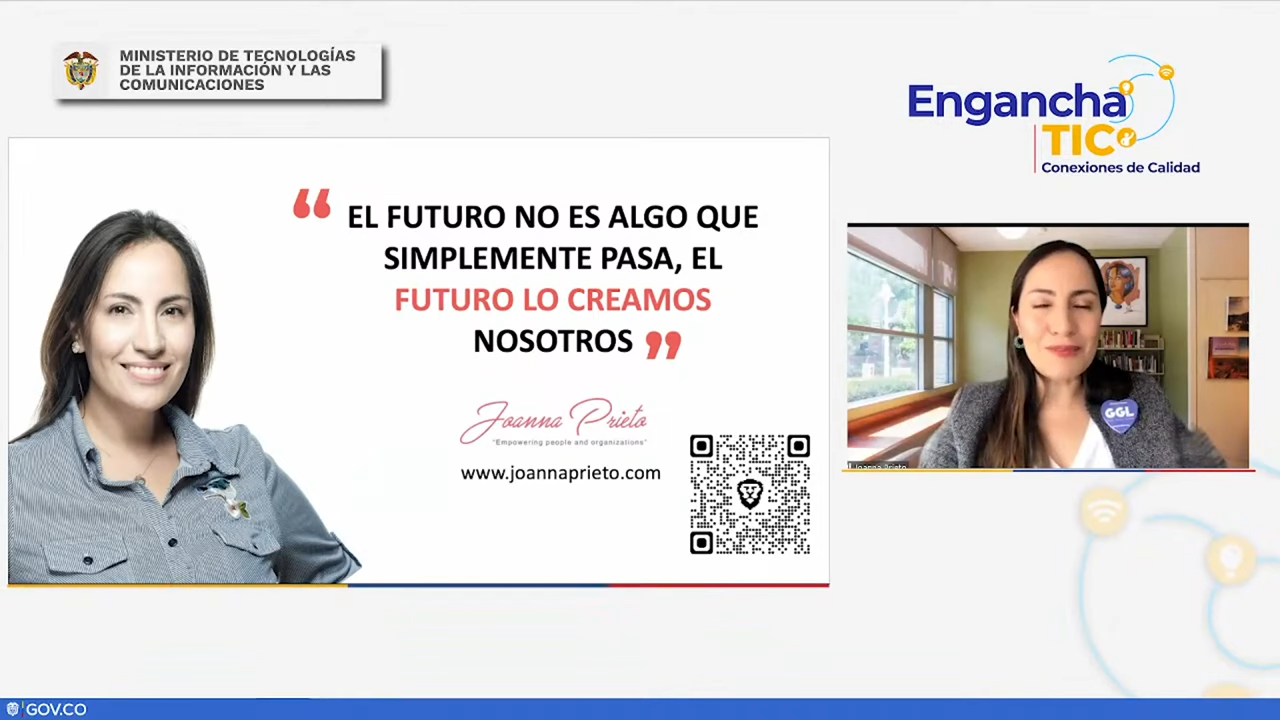 MINISTERIO DE TECNOLOGÍAS
DE LA INFORMACIÓN Y LAS
COMUNICACIONES
Engancha
TIC
Conexiones de Calidad
“ EL FUTURO NO ES ALGO QUE
SIMPLEMENTE PASA, EL
FUTURO LO CREAMOS
NOSOTROS ”
Joanna Prieto
"Empowering people and organizations"
www.joannaprieto.com
GGL
Joanna Prieto
GOV.CO